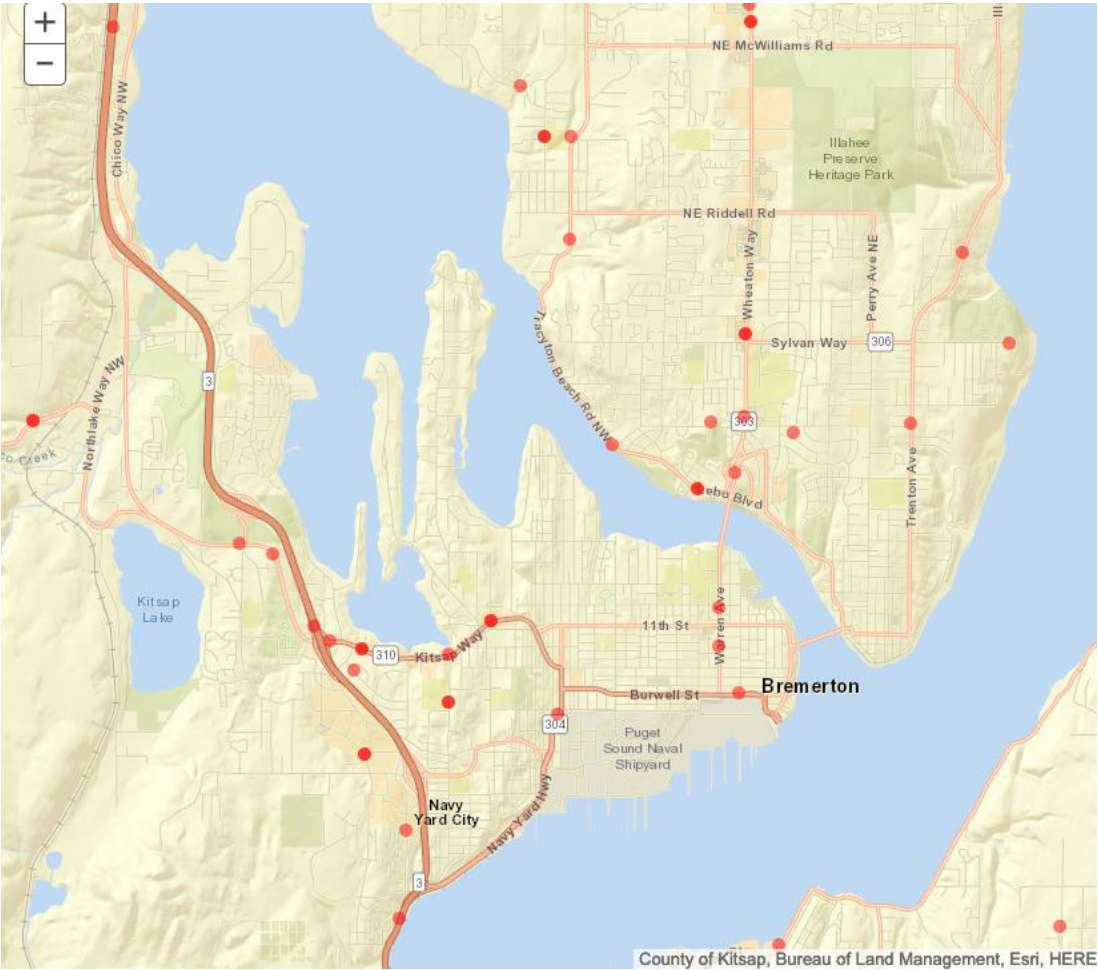 +
−
NE McWilliams Rd
Chico Way NW
Illahee
Preserve
Heritage Park
NE Riddell Rd
Wheaton Way
Perry Ave NE
Tracyton Beach Rd NW
Sylvan Way
306
3
Northlake Way NW
303
Creek
Trenton Ave
Lebo Blvd
Kitsap
Lake
11th St
Warren Ave
310
Kitsap Way
Burwell St
Bremerton
304
Puget
Sound Naval
Shipyard
Navy
Yard City
Navy Yard Hwy
3
County of Kitsap, Bureau of Land Management, Esri, HERE